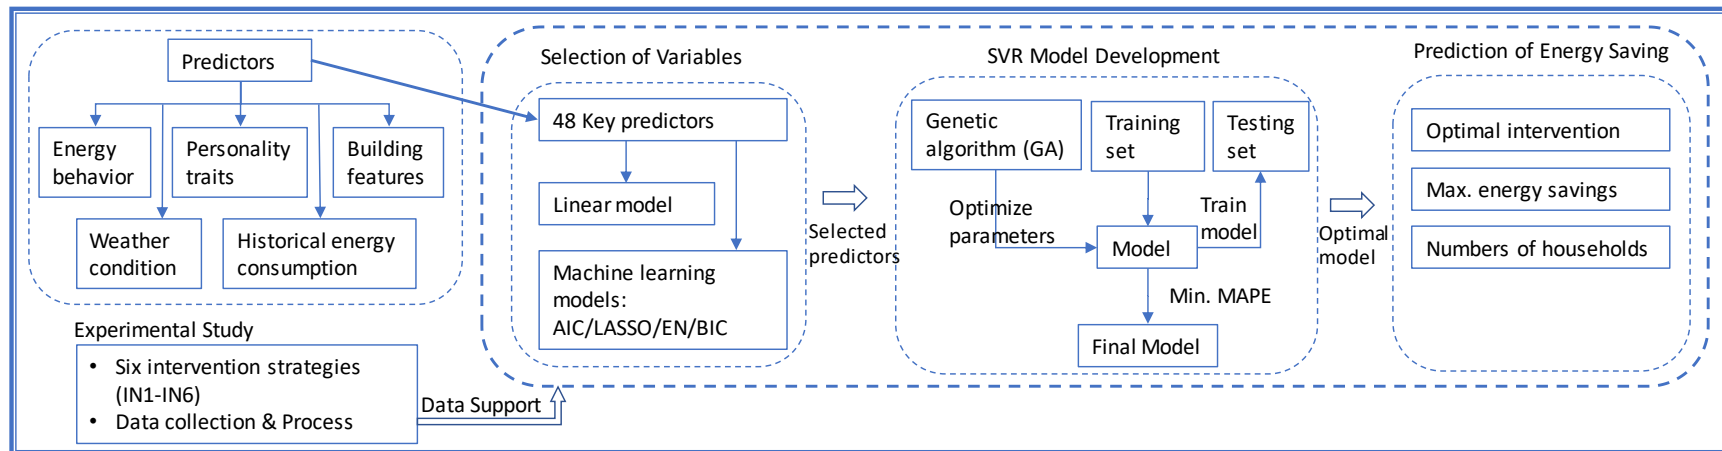 Predictors
Energy
behavior
Personality
traits
Building
features
Weather
condition
Historical energy
consumption
Experimental Study
• Six intervention strategies
(IN1-IN6)
• Data collection & Process
Data Support
Selection of Variables
48 Key predictors
Linear model
Machine learning
models:
AIC/LASSO/EN/BIC
Selected
predictors
SVR Model Development
Genetic
algorithm (GA)
Training
set
Testing
set
Optimize
parameters
Train
model
Model
Min. MAPE
Final Model
Optimal
model
Prediction of Energy Saving
Optimal intervention
Max. energy savings
Numbers of households